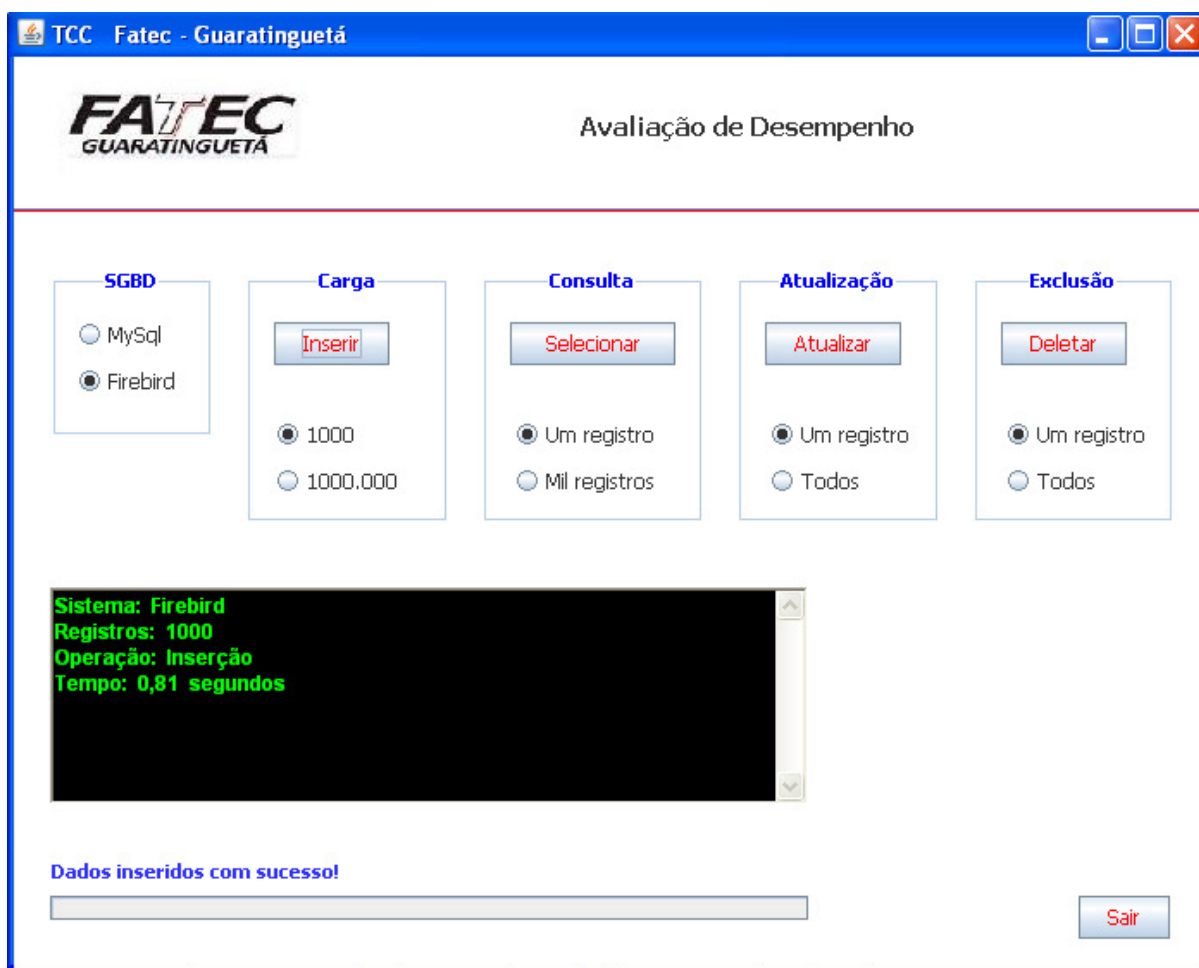 TCC Fatec - Guaratinguetá
FATEC
GUARATINGUETÁ
Avaliação de Desempenho
SGBD
MySql
Firebird
Carga
Inserir
1000
1000.000
Consulta
Selecionar
Um registro
Mil registros
Atualização
Atualizar
Um registro
Todos
Exclusão
Deletar
Um registro
Todos
Sistema: Firebird
Registros: 1000
Operação: Inserção
Tempo: 0,81 segundos
Dados inseridos com sucesso!
Sair